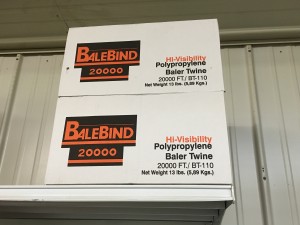 BALEBIND
20000
Hi-Visibility
Polypropylene
Baler Twine
20000 FT./ BT-110
Net Weight 13 lbs. (5,89 Kgs.)
BALEBIND
20000
Hi-Visibility
Polypropylene
Baler Twine
20000 FT./ BT-110
Net Weight 13 lbs. (5,89 Kgs.)